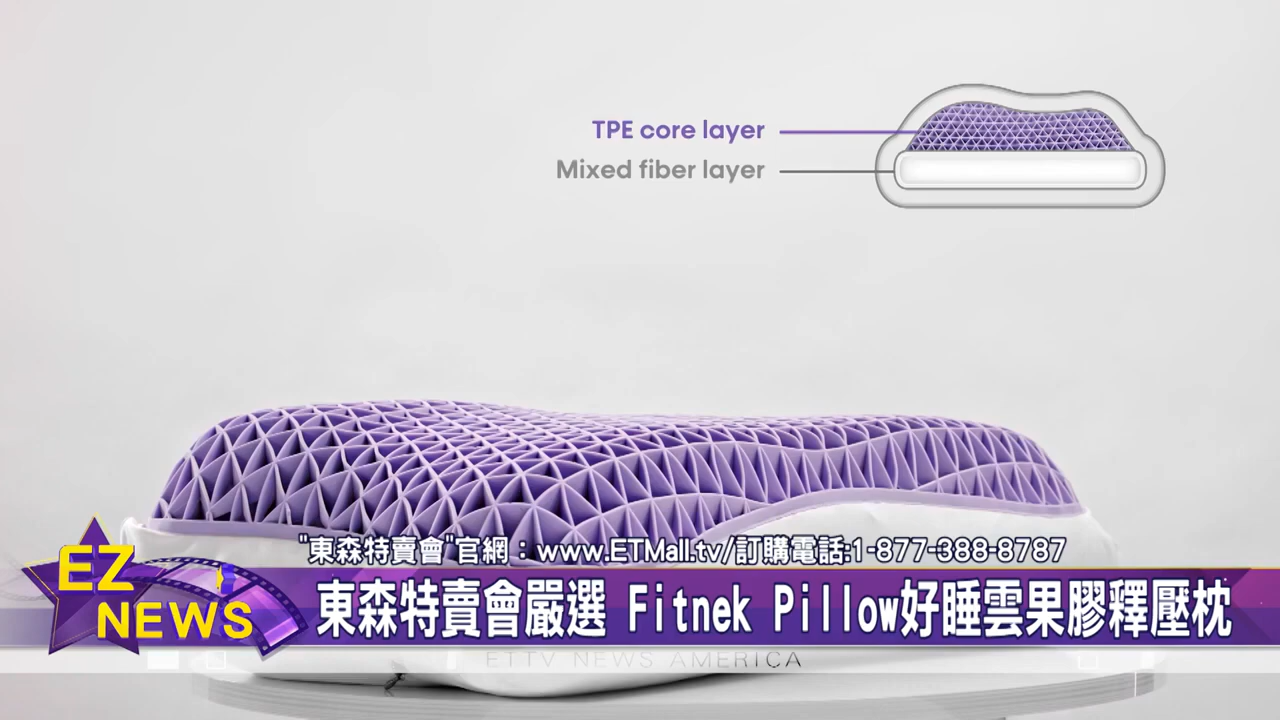 TPE core layer
Mixed fiber layer
"東森特賣會"官網：www.ETMall.tv/訂購電話:1-877-388-8787
EZ
NEWS
東森特賣會嚴選 Fitnek Pillow好睡雲果膠釋壓枕
ETTV NEWS AMERICA